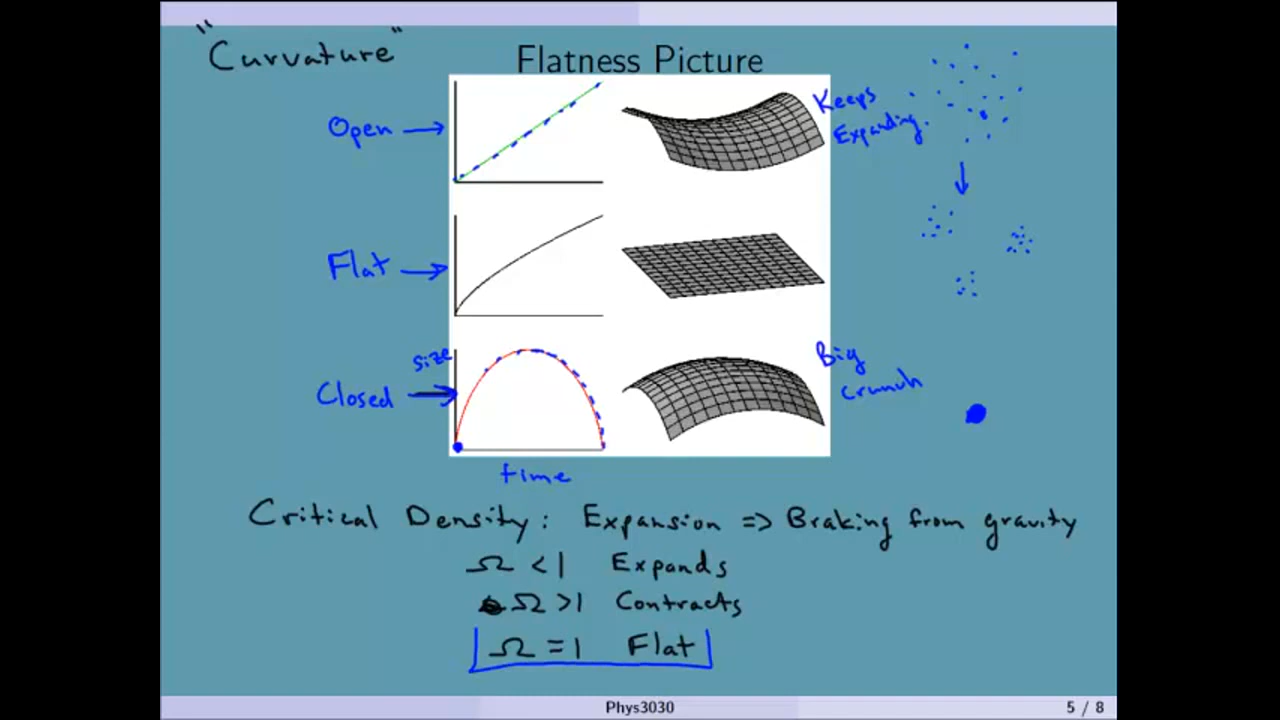 "Curvature"
Flatness Picture
Open →
Keeps
Expanding.
Flat →
size
Closed →
Big
crunch
time
Critical Density: Expansion => Braking from gravity
Ω < 1 Expands
Ω > 1 Contracts
Ω = 1 Flat
Phys3030
5 / 8